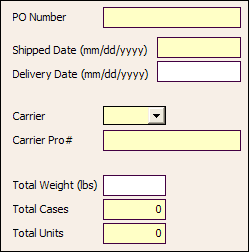 PO Number
Shipped Date (mm/dd/yyyy)
Delivery Date (mm/dd/yyyy)
Carrier
Carrier Pro#
Total Weight (lbs)
Total Cases 0
Total Units 0